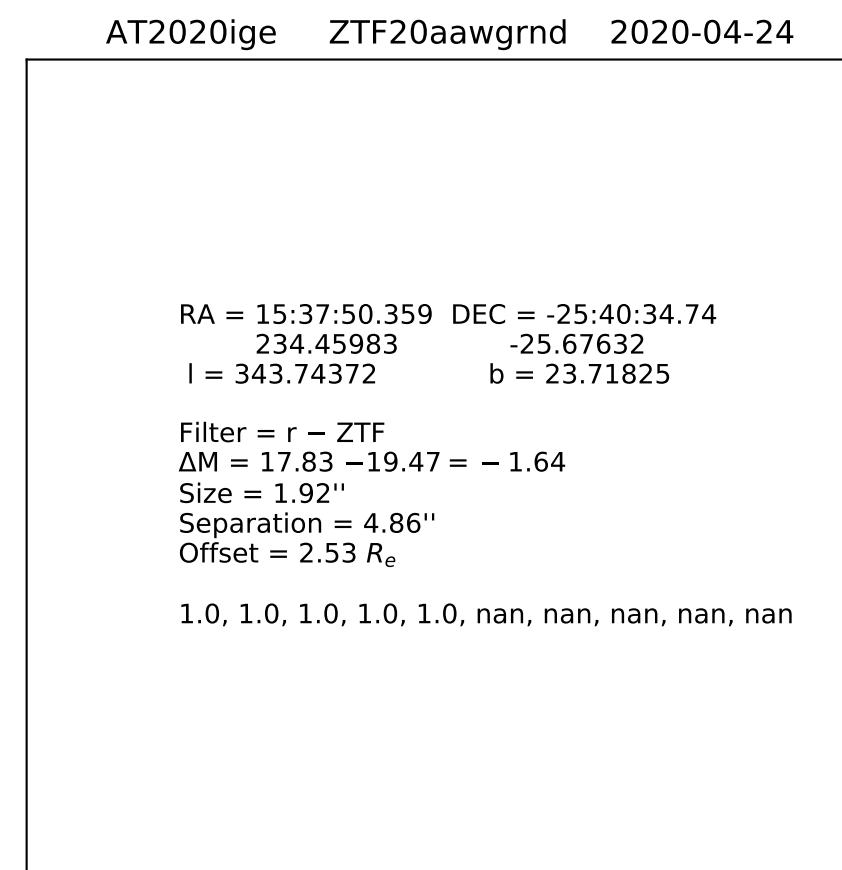 AT2020ige ZTF20aawgrnd 2020-04-24
RA = 15:37:50.359 DEC = -25:40:34.74
234.45983 -25.67632
l = 343.74372 b = 23.71825
Filter = r − ZTF
ΔM = 17.83 −19.47 = − 1.64
Size = 1.92''
Separation = 4.86''
Offset = 2.53 Re
1.0, 1.0, 1.0, 1.0, 1.0, nan, nan, nan, nan, nan